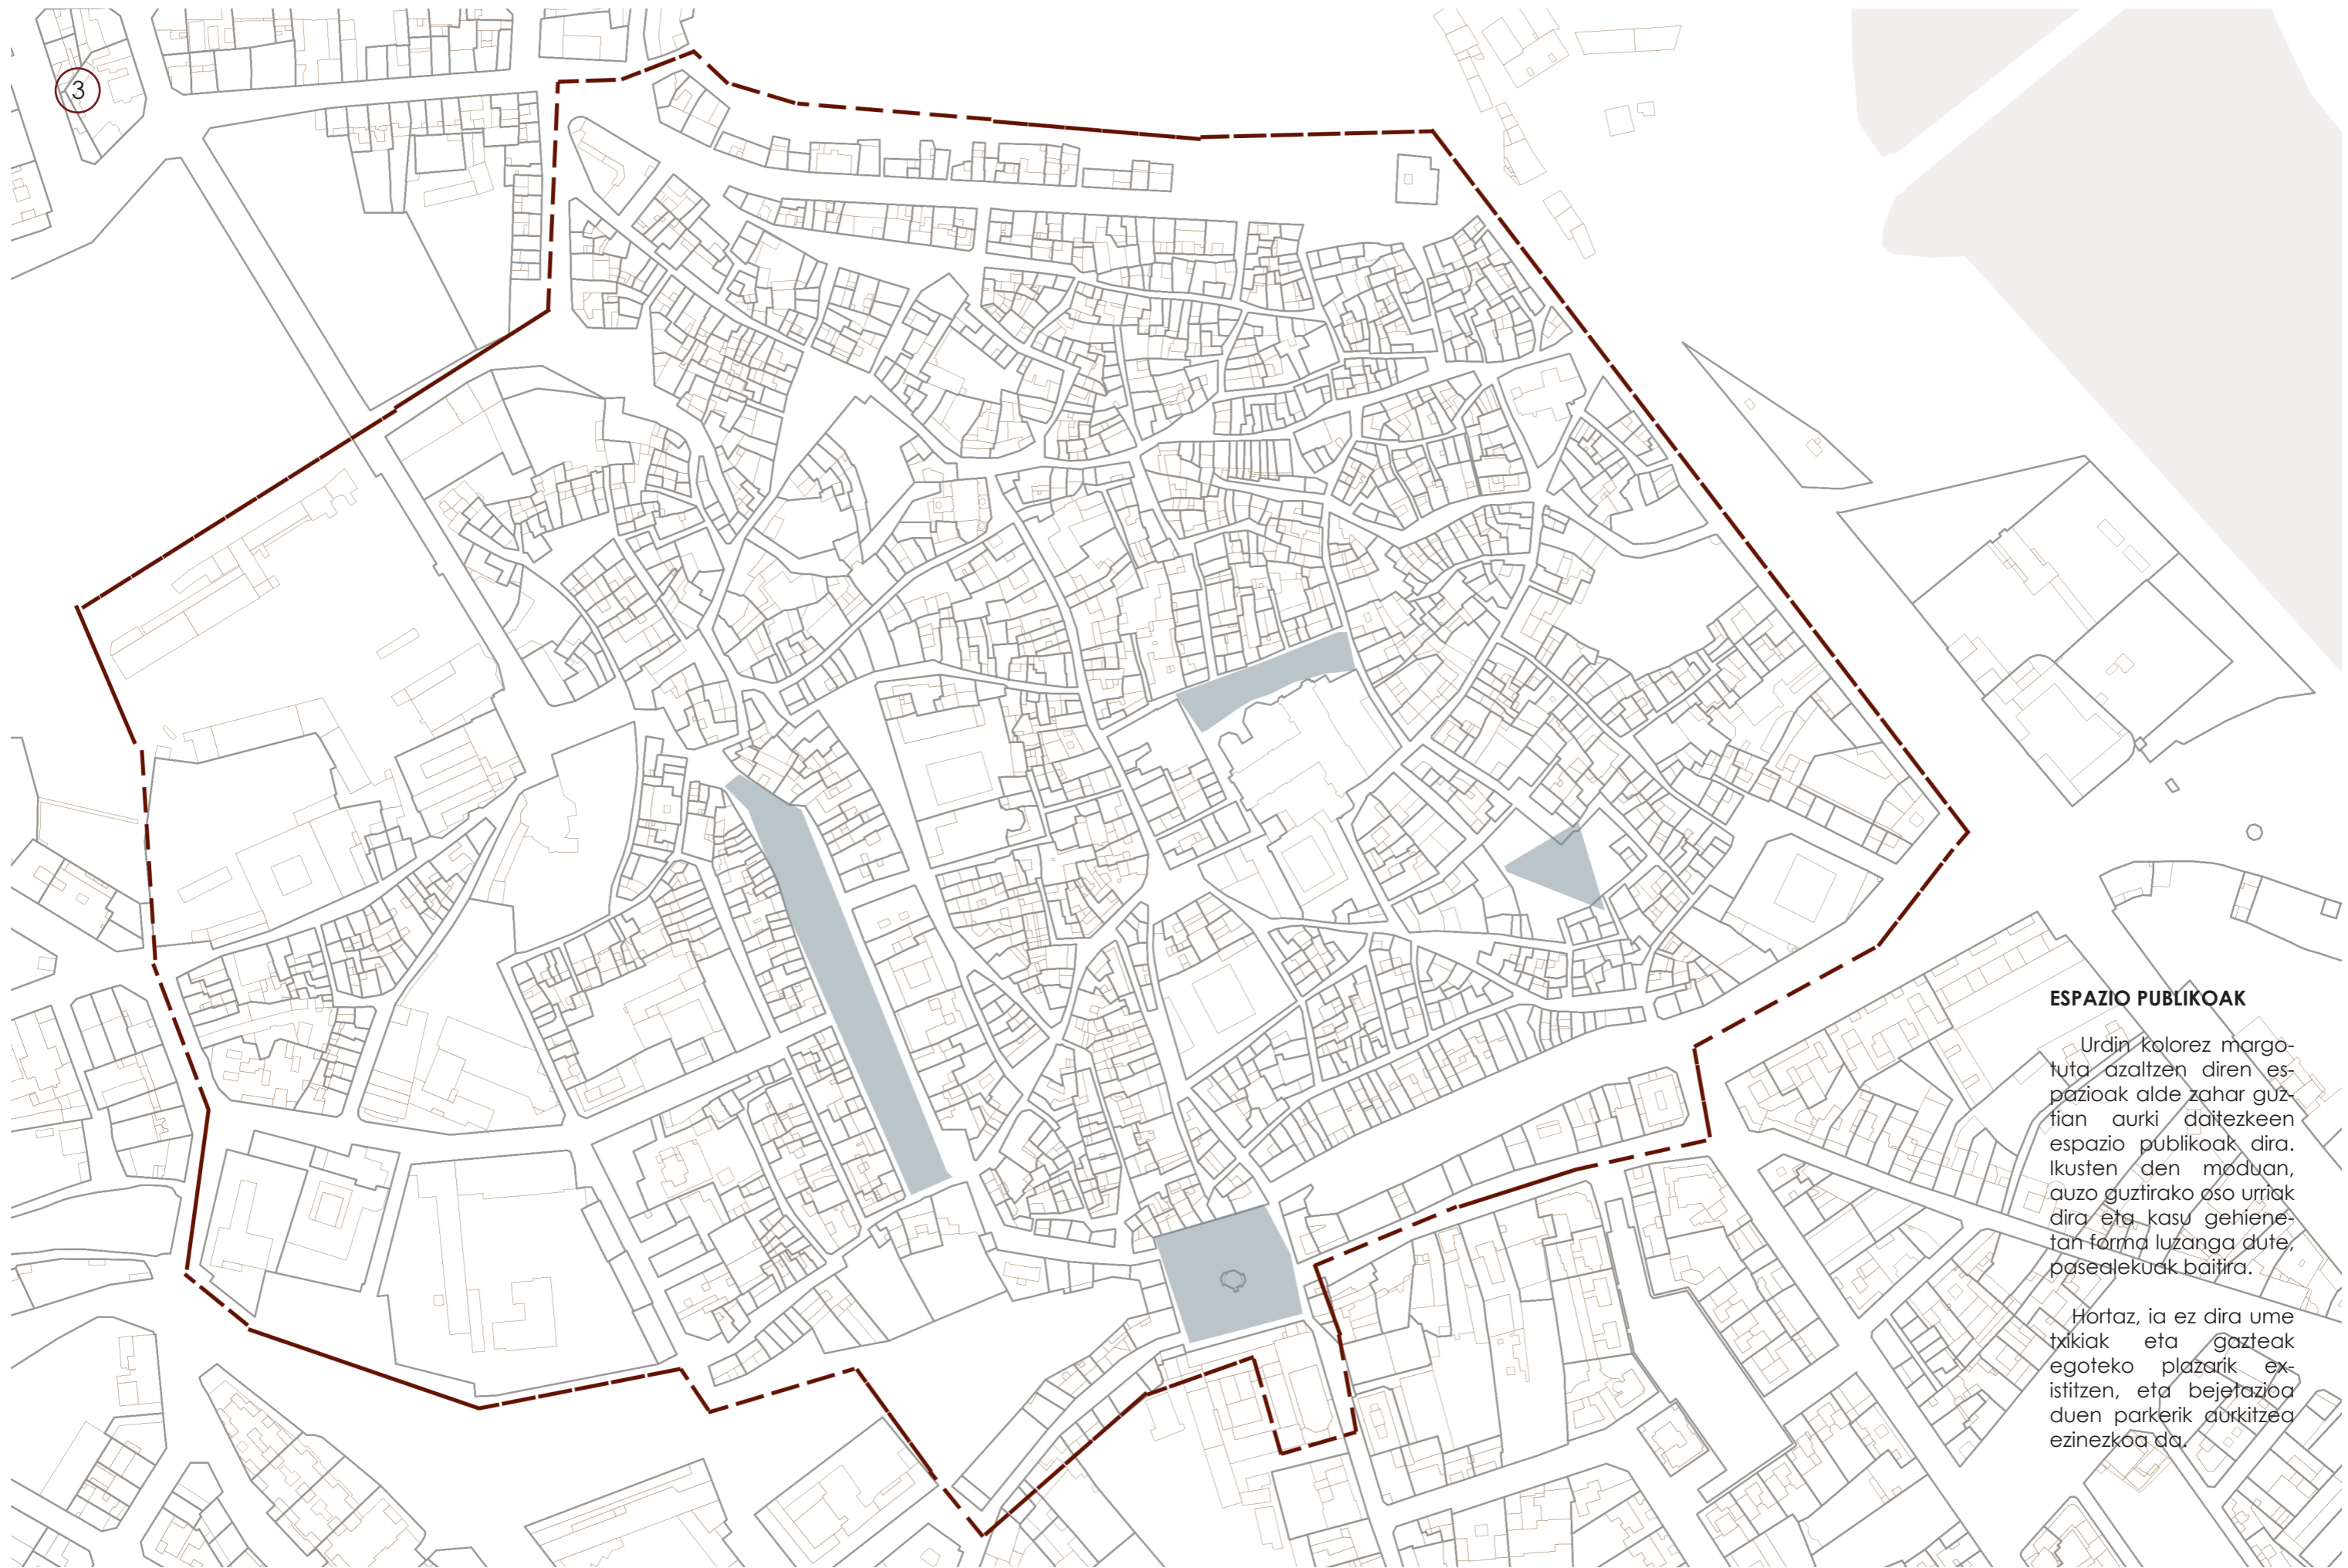 3
ESPAZIO PUBLIKOAK
Urdin kolorez margo-
tuta azaltzen diren es-
pazioak alde zahar guz-
tian aurki daitezkeen
espazio publikoak dira.
Ikusten den moduan,
auzo guztirako oso urriak
dira eta kasu gehiene-
tan forma luzanga dute,
pasealekuak baitira.
Hortaz, ia ez dira ume
txikiak eta gazteak
egoteko plazarik ex-
istitzen, eta bejetazioa
duen parkerik aurkitzea
ezinezkoa da.